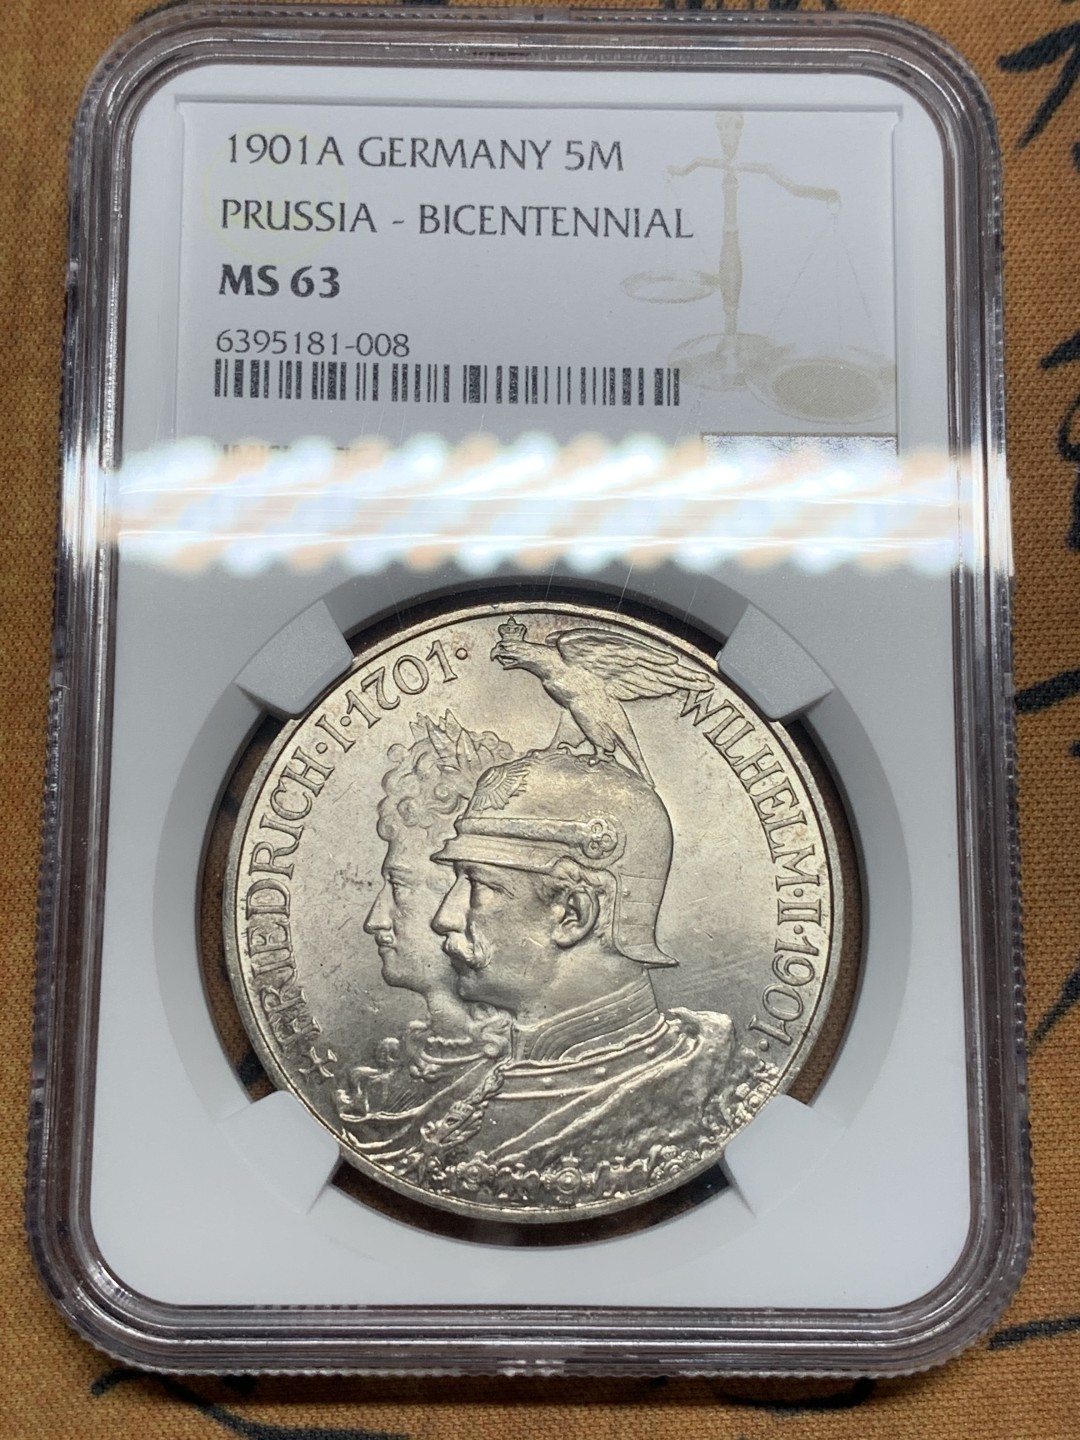 1901A GERMANY 5M
PRUSSIA - BICENTENNIAL
MS 63
6395181-008
FRIEDRICH·I·1701·
WILHELM·II·1901·